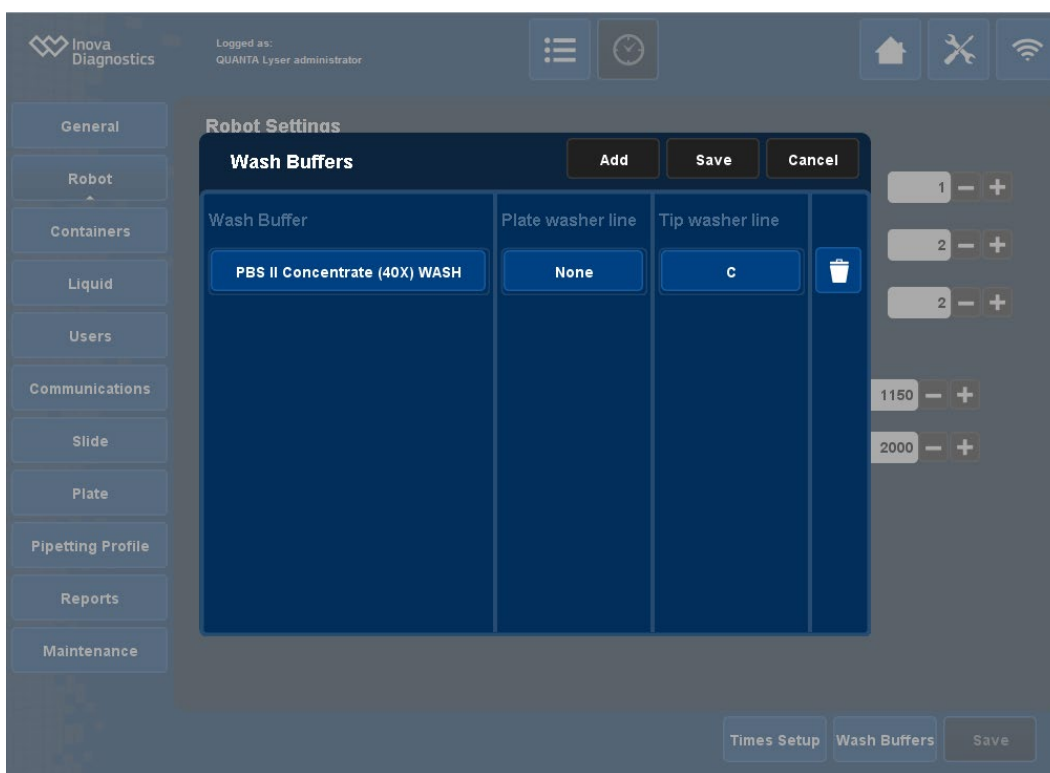 Inova
Diagnostics
Logged as:
QUANTA Lyser administrator
General
Robot
Containers
Liquid
Users
Communications
Slide
Plate
Pipetting Profile
Reports
Maintenance
Robot Settings
Wash Buffers
Add
Save
Cancel
Wash Buffer
Plate washer line
Tip washer line
PBS II Concentrate (40X) WASH
None
C
1
2
2
1150
2000
Times Setup
Wash Buffers
Save